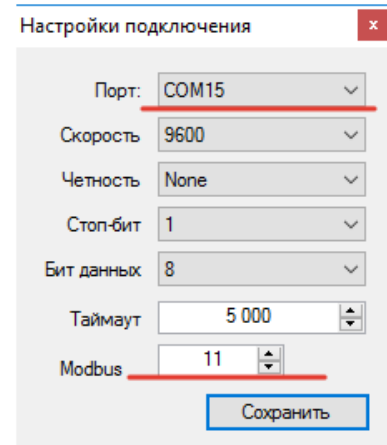 Настройки подключения x
Порт: COM15
Скорость 9600
Четность None
Стоп-бит 1
Бит данных 8
Таймаут 5 000
Modbus 11
Сохранить